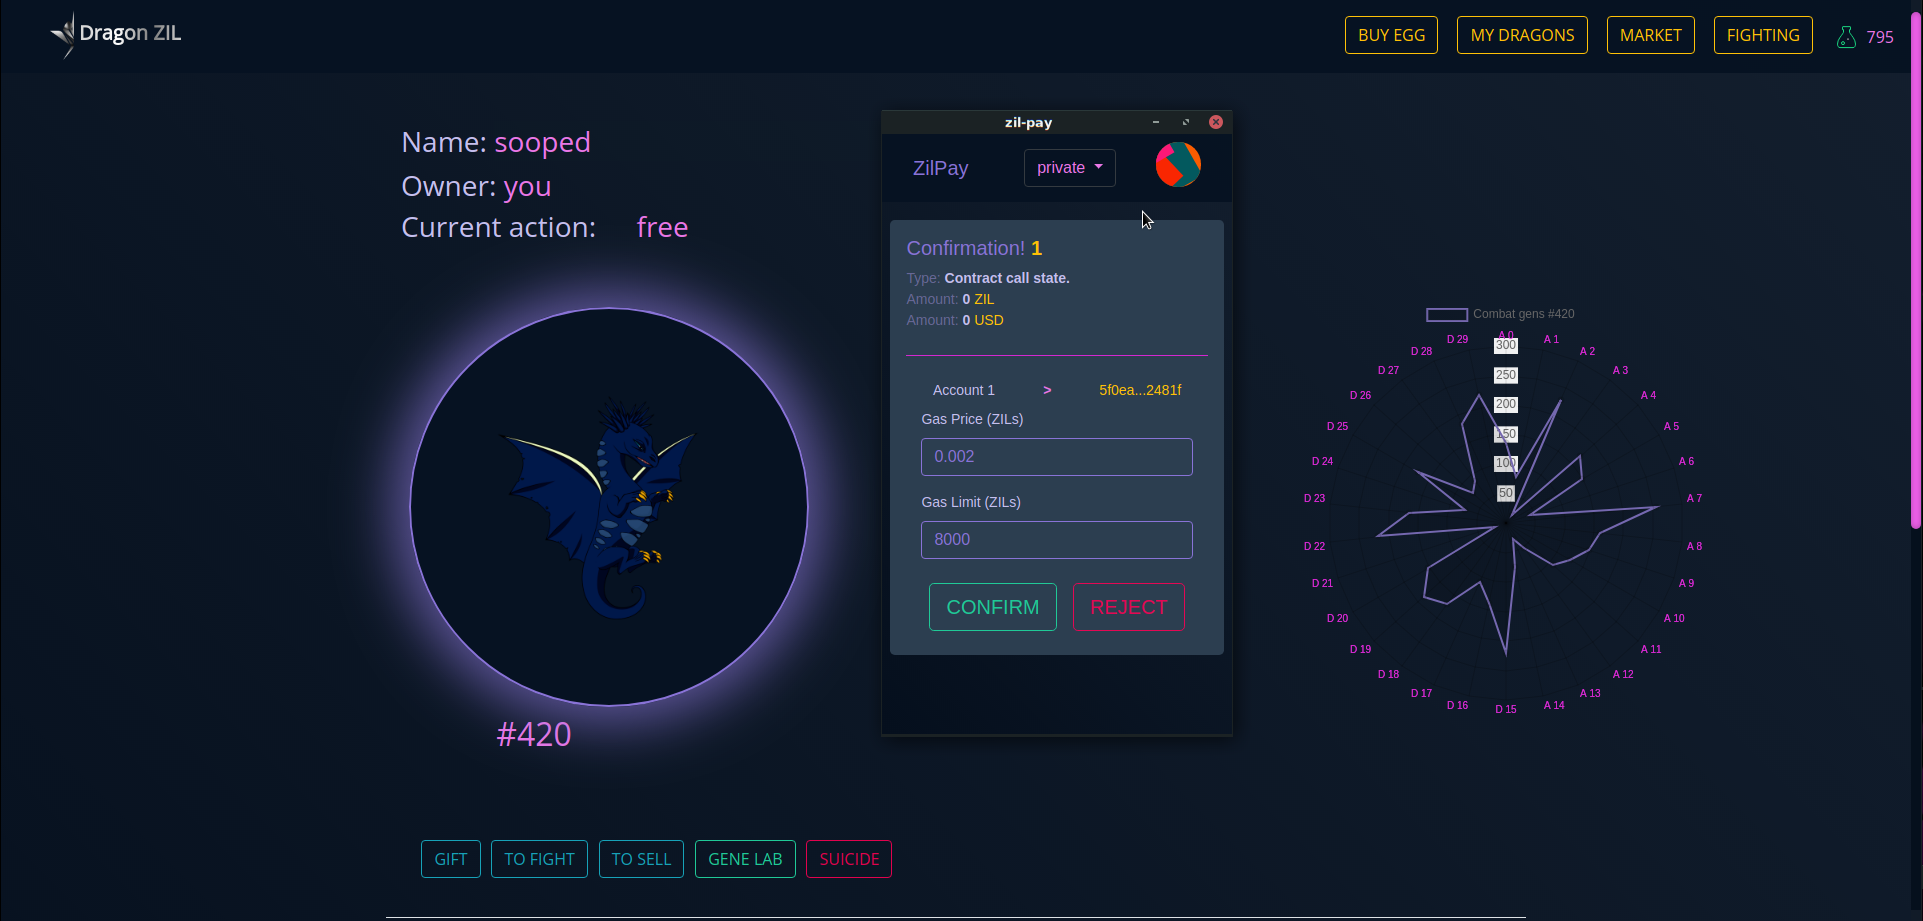 Dragon ZIL
BUY EGG
MY DRAGONS
MARKET
FIGHTING
795
Name: sooped
Owner: you
Current action: free
#420
GIFT
TO FIGHT
TO SELL
GENE LAB
SUICIDE
zil-pay
ZilPay
private
Confirmation! 1
Type: Contract call state.
Amount: 0 ZIL
Amount: 0 USD
Account 1 > 5f0ea...2481f
Gas Price (ZILs)
0.002
Gas Limit (ZILs)
8000
CONFIRM
REJECT
Combat gens #420
A 0
A 1
A 2
A 3
A 4
A 5
A 6
A 7
A 8
A 9
A 10
A 11
A 12
A 13
A 14
D 15
D 16
D 17
D 18
D 19
D 20
D 21
D 22
D 23
D 24
D 25
D 26
D 27
D 28
D 29
300
250
200
150
100
50